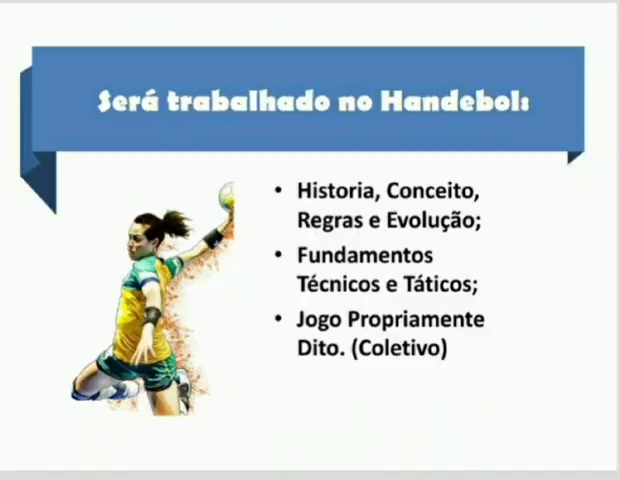 Será trabalhado no Handebol:
• Historia, Conceito,
Regras e Evolução;
• Fundamentos
Técnicos e Táticos;
• Jogo Propriamente
Dito. (Coletivo)